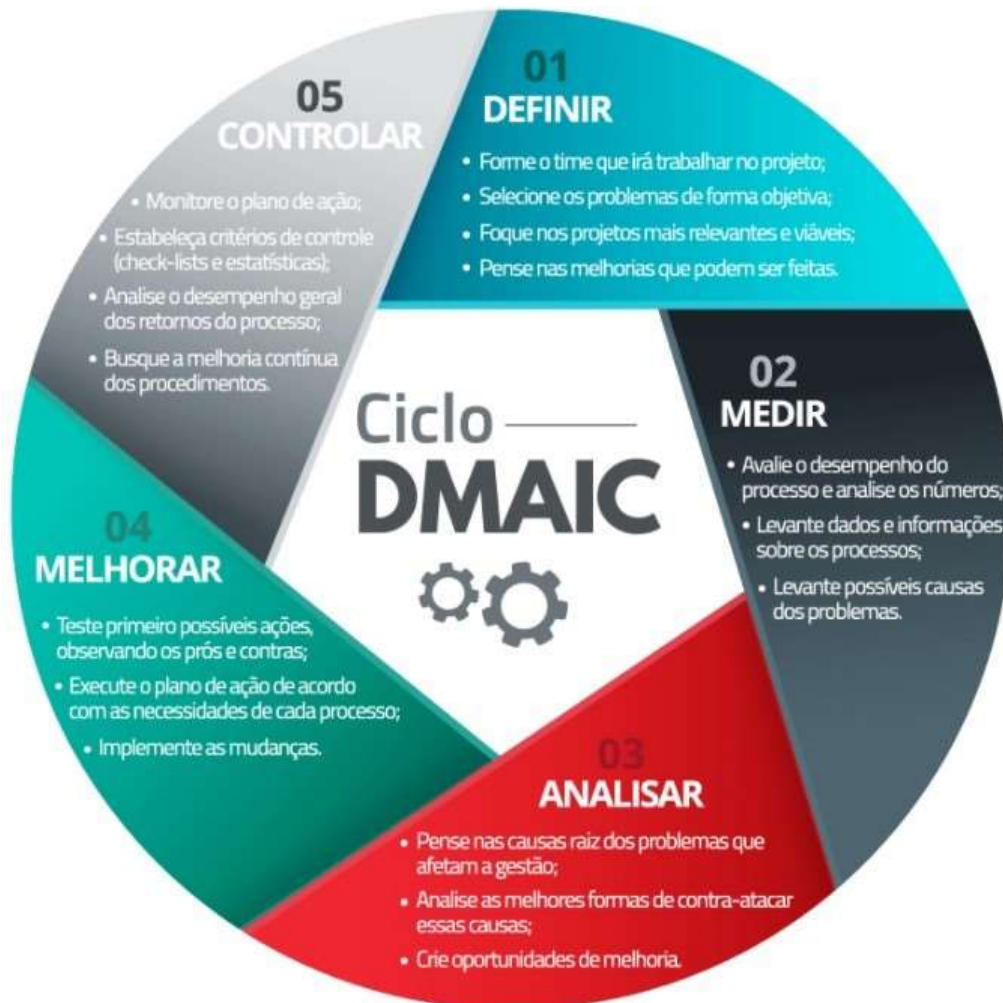 01
DEFINIR
• Forme o time que irá trabalhar no projeto;
• Selecione os problemas de forma objetiva;
• Foque nos projetos mais relevantes e viáveis;
• Pense nas melhorias que podem ser feitas.
02
MEDIR
• Avalie o desempenho do
processo e analise os números;
• Levante dados e informações
sobre os processos;
• Levante possíveis causas
dos problemas.
03
ANALISAR
• Pense nas causas raiz dos problemas que
afetam a gestão;
• Analise as melhores formas de contra-atacar
essas causas;
• Crie oportunidades de melhoria.
04
MELHORAR
• Teste primeiro possíveis ações,
observando os prós e contras;
• Execute o plano de ação de acordo
com as necessidades de cada processo;
• Implemente as mudanças.
05
CONTROLAR
• Monitore o plano de ação;
• Estabeleça critérios de controle
(check-lists e estatísticas);
• Analise o desempenho geral
dos retornos do processo;
• Busque a melhoria contínua
dos procedimentos.
Ciclo
DMAIC